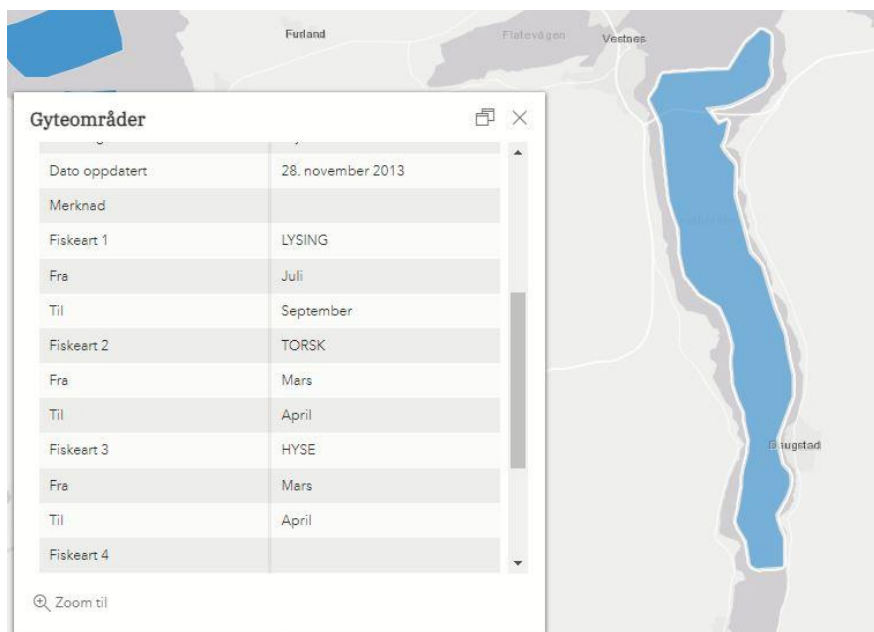 Furland
Flatevågen
Vestnes
Gyteområder
Dato oppdatert 28. november 2013
Merknad
Fiskeart 1 LYSING
Fra Juli
Til September
Fiskeart 2 TORSK
Fra Mars
Til April
Fiskeart 3 HYSE
Fra Mars
Til April
Fiskeart 4
Daugstad
Zoom til